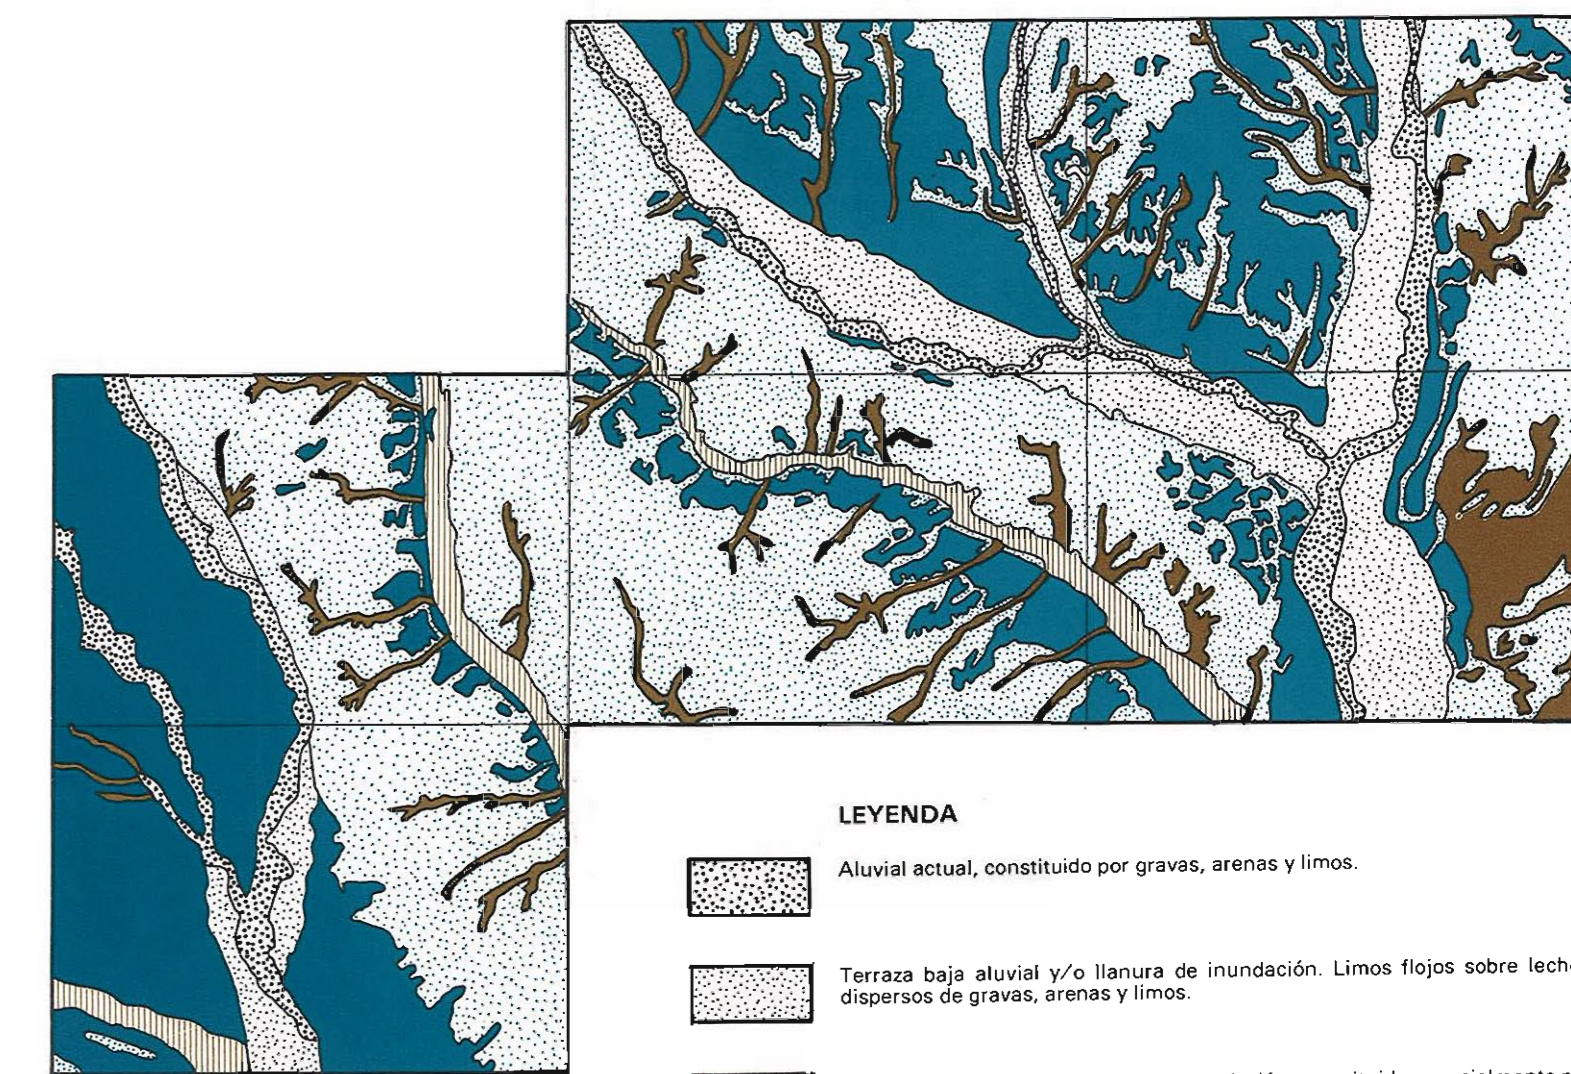 LEYENDA
Aluvial actual, constituido por gravas, arenas y limos.
Terraza baja aluvial y/o llanura de inundación. Limos flojos sobre lech
dispersos de gravas, arenas y limos.